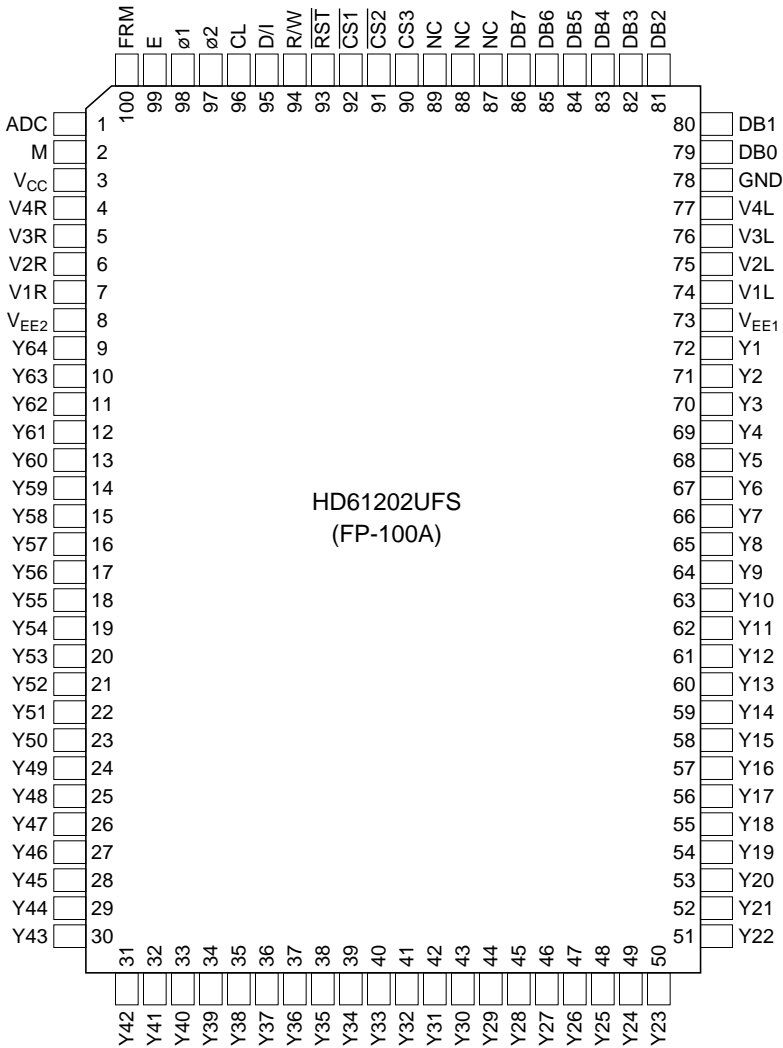 FRM E ø1 ø2 CL D/I R/W R̅S̅T̅ C̅S̅1̅ C̅S̅2̅ CS3 NC NC NC DB7 DB6 DB5 DB4 DB3 DB2
100 99 98 97 96 95 94 93 92 91 90 89 88 87 86 85 84 83 82 81
ADC 1 80 DB1
M 2 79 DB0
VCC 3 78 GND
V4R 4 77 V4L
V3R 5 76 V3L
V2R 6 75 V2L
V1R 7 74 V1L
VEE2 8 73 VEE1
Y64 9 72 Y1
Y63 10 71 Y2
Y62 11 70 Y3
Y61 12 69 Y4
Y60 13 68 Y5
Y59 14 67 Y6
Y58 15 66 Y7
Y57 16 65 Y8
Y56 17 64 Y9
Y55 18 63 Y10
Y54 19 62 Y11
Y53 20 61 Y12
Y52 21 60 Y13
Y51 22 59 Y14
Y50 23 58 Y15
Y49 24 57 Y16
Y48 25 56 Y17
Y47 26 55 Y18
Y46 27 54 Y19
Y45 28 53 Y20
Y44 29 52 Y21
Y43 30 51 Y22
HD61202UFS
(FP-100A)
31 32 33 34 35 36 37 38 39 40 41 42 43 44 45 46 47 48 49 50
Y42 Y41 Y40 Y39 Y38 Y37 Y36 Y35 Y34 Y33 Y32 Y31 Y30 Y29 Y28 Y27 Y26 Y25 Y24 Y23